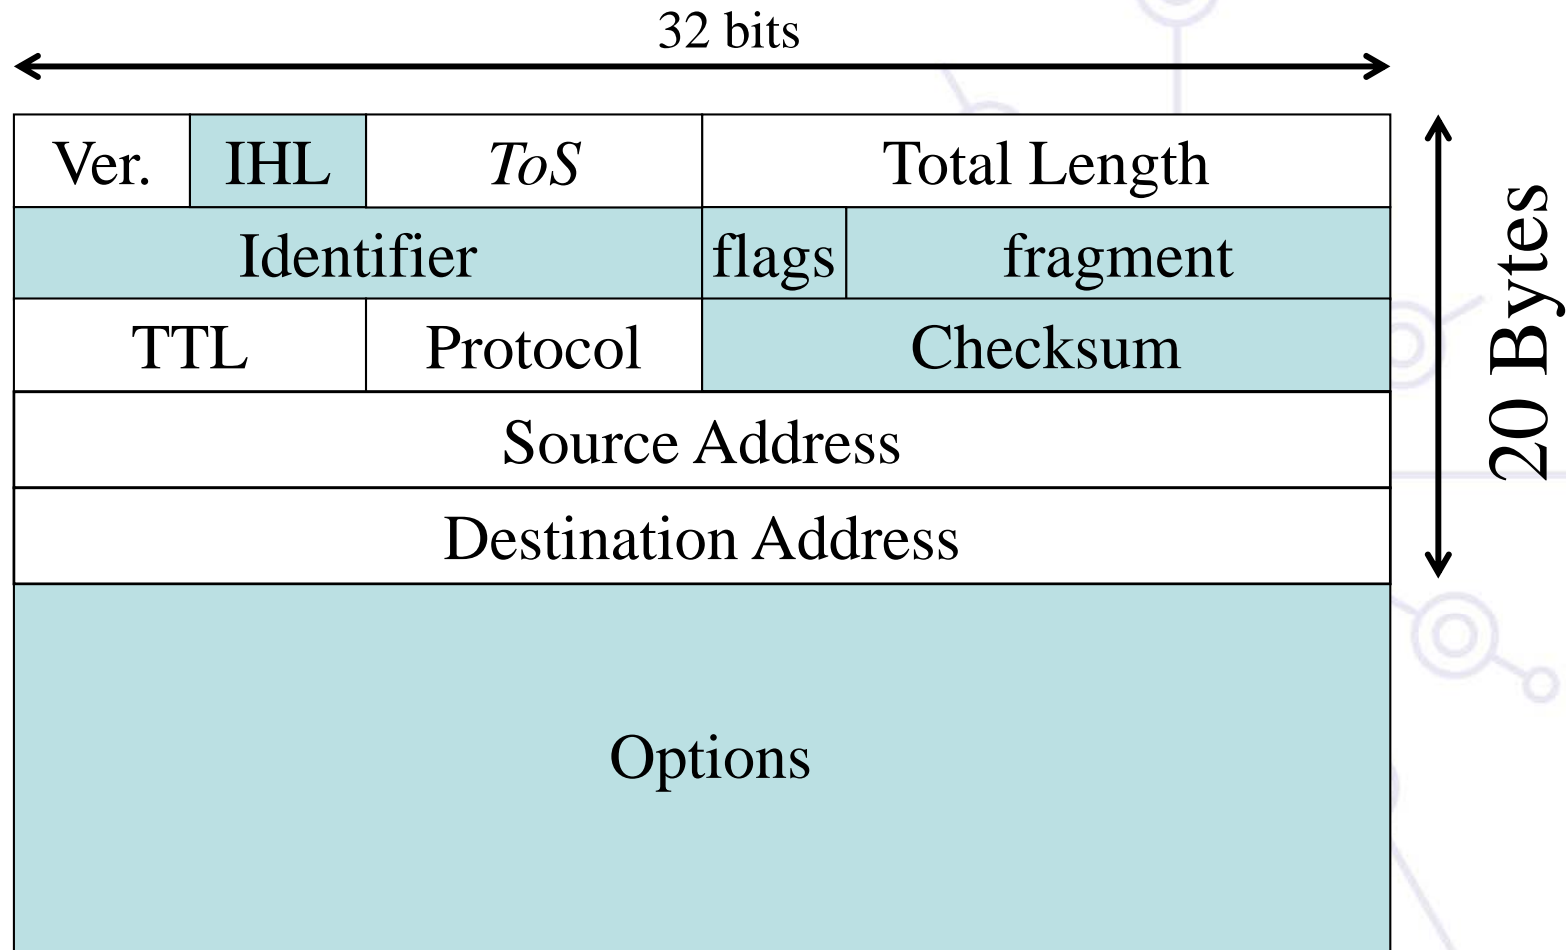 32 bits
Ver. IHL ToS Total Length
Identifier flags fragment
TTL Protocol Checksum
Source Address
Destination Address
Options
20 Bytes